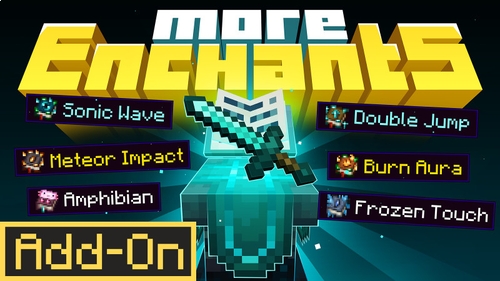 more
Enchants
Sonic Wave
Double Jump
Meteor Impact
Burn Aura
Amphibian
Frozen Touch
Add-On